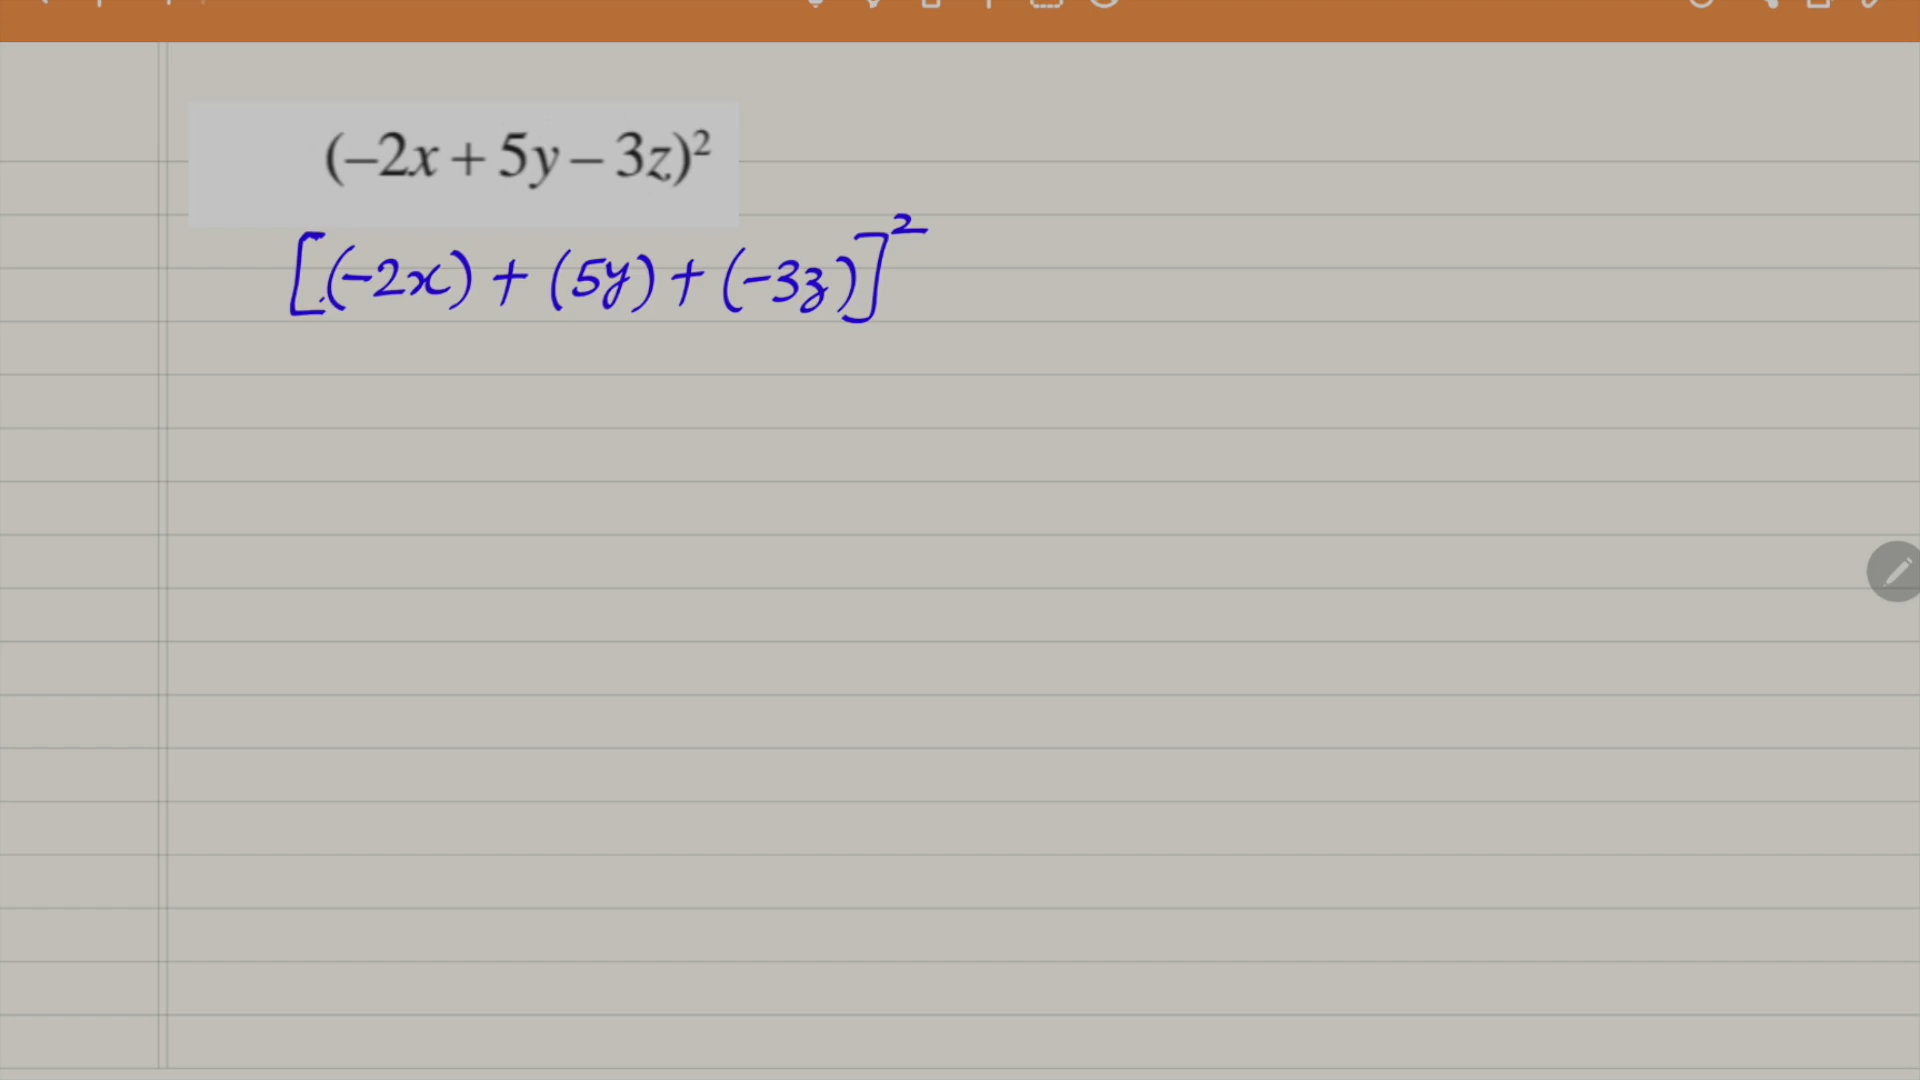 (–2x + 5y – 3z)²
[(-2x) + (5y) + (-3z)]²